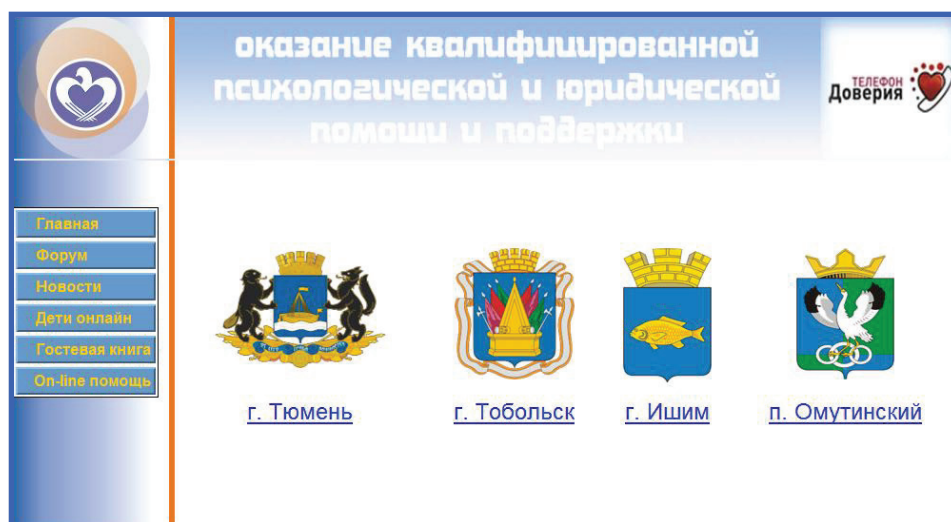 оказание квалифицированной
психологической и юридической
помощи и поддержки
ТЕЛЕФОН
Доверия
Главная
Форум
Новости
Дети онлайн
Гостевая книга
On-line помощь
г. Тюмень
г. Тобольск
г. Ишим
п. Омутинский